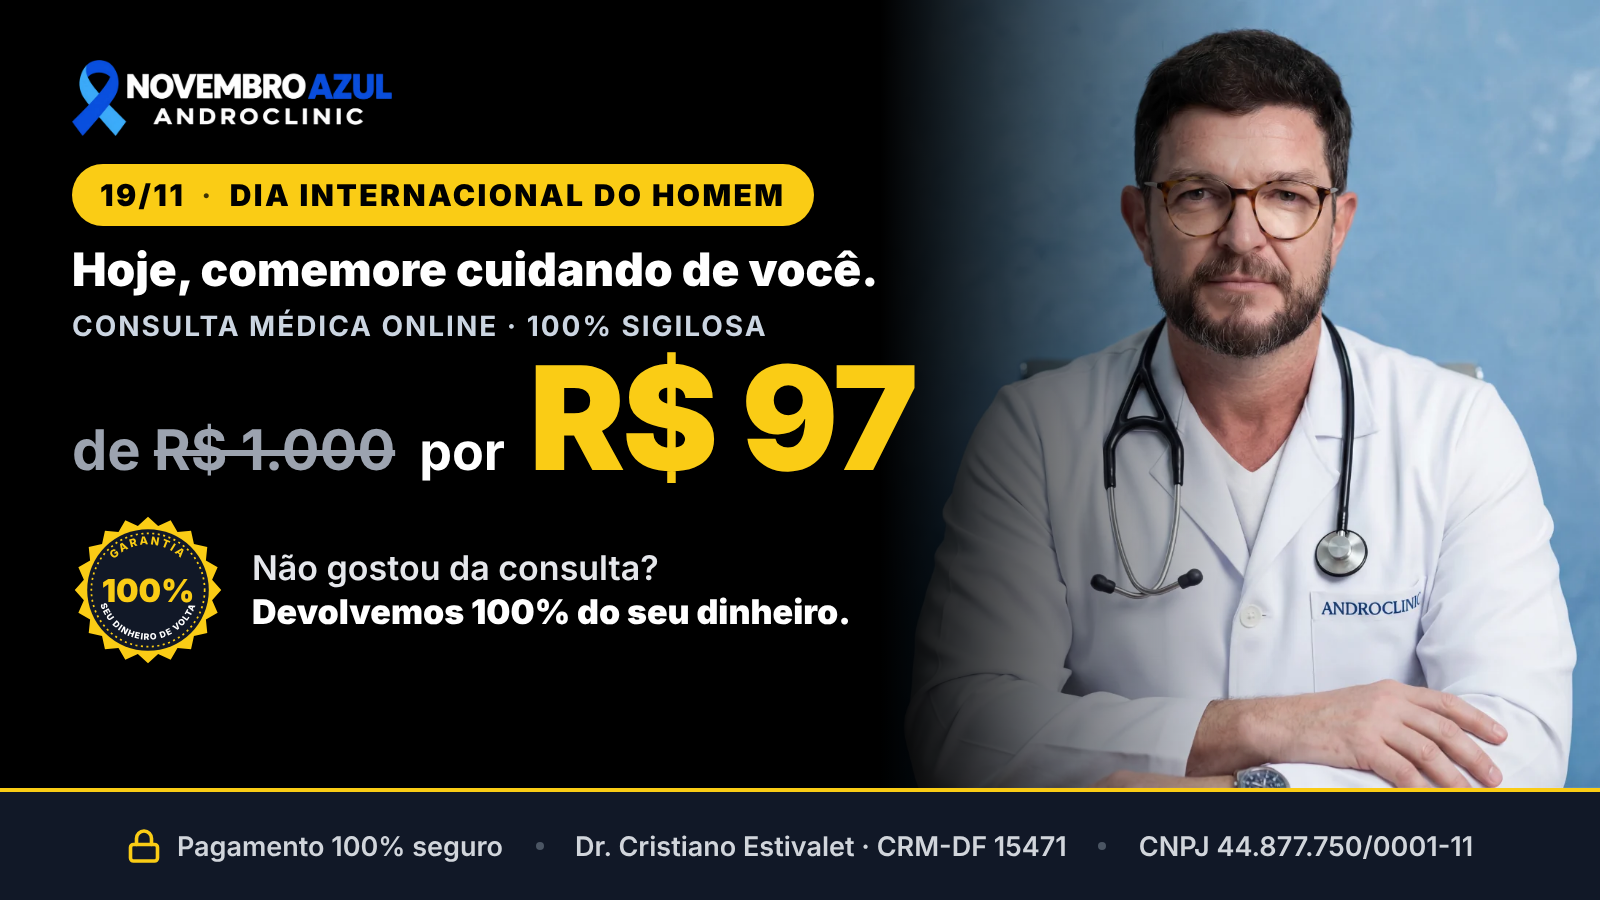 NOVEMBRO AZUL
ANDROCLINIC
19/11 · DIA INTERNACIONAL DO HOMEM
Hoje, comemore cuidando de você.
CONSULTA MÉDICA ONLINE · 100% SIGILOSA
de R$ 1.000 por R$ 97
GARANTIA
100%
SEU DINHEIRO DE VOLTA
Não gostou da consulta?
Devolvemos 100% do seu dinheiro.
ANDROCLINIC
Pagamento 100% seguro • Dr. Cristiano Estivalet · CRM-DF 15471 • CNPJ 44.877.750/0001-11